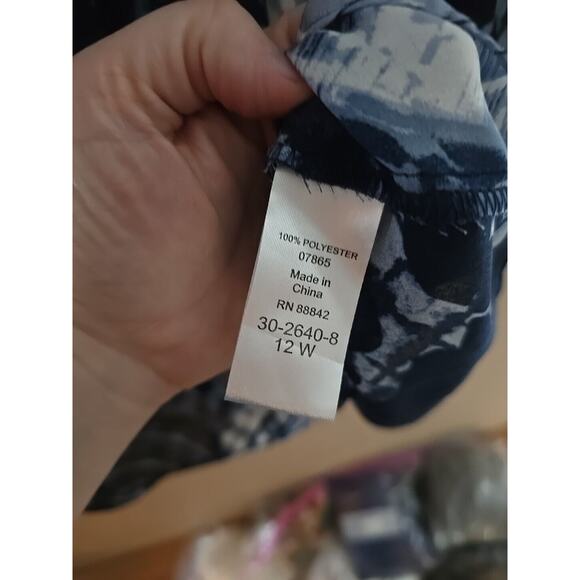 100% POLYESTER
07865
Made in
China
RN 88842
30-2640-8
12 W